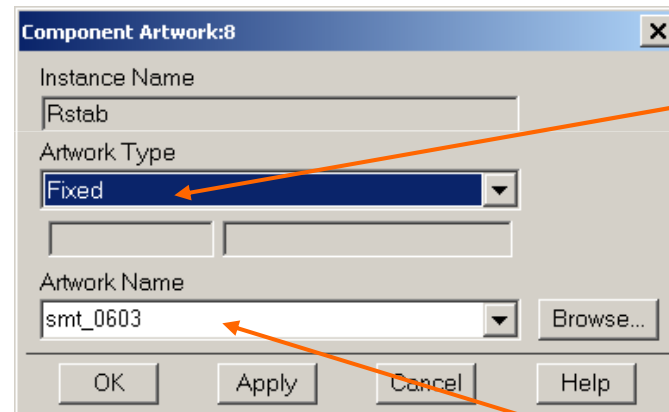 Component Artwork:8
Instance Name
Rstab
Artwork Type
Fixed
Artwork Name
smt_0603
Browse...
OK Apply Cancel Help